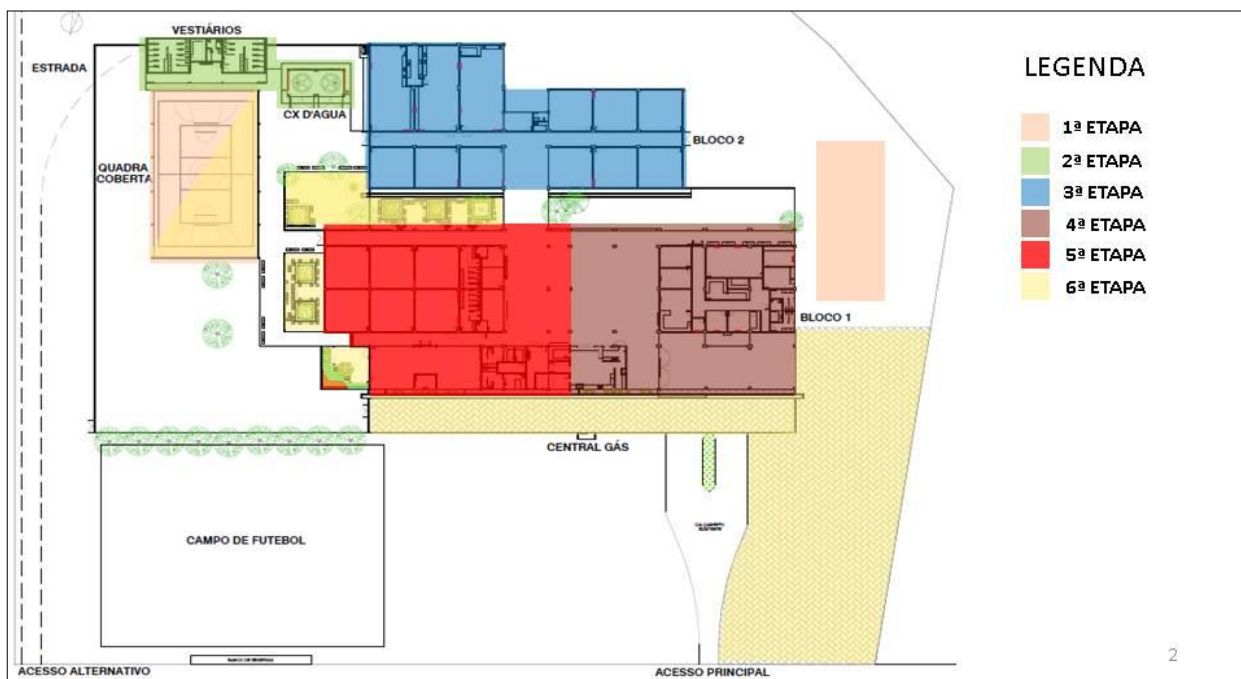 VESTIÁRIOS
ESTRADA
CX D'AGUA
BLOCO 2
QUADRA
COBERTA
BLOCO 1
CENTRAL GÁS
CAMPO DE FUTEBOL
ACESSO ALTERNATIVO
ACESSO PRINCIPAL
LEGENDA
1ª ETAPA
2ª ETAPA
3ª ETAPA
4ª ETAPA
5ª ETAPA
6ª ETAPA
2